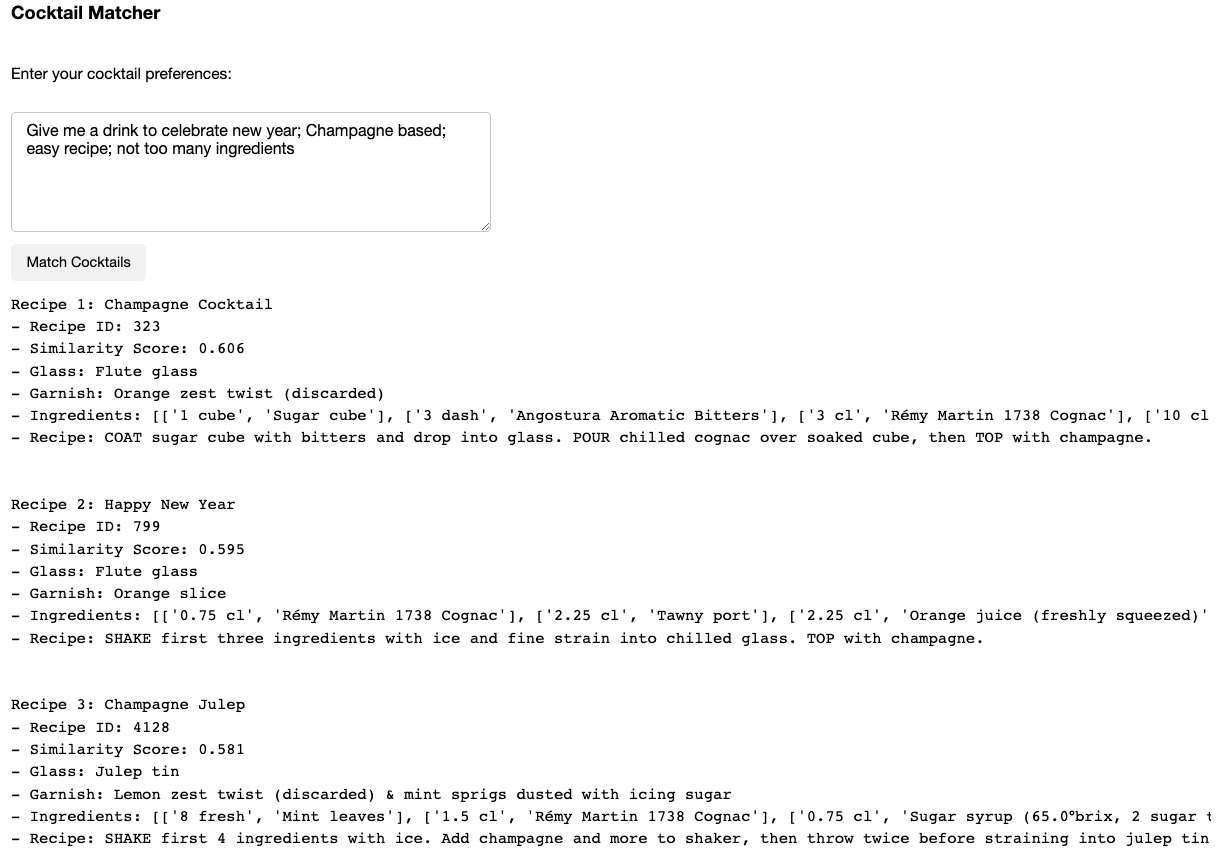 Cocktail Matcher
Enter your cocktail preferences:
Give me a drink to celebrate new year; Champagne based;
easy recipe; not too many ingredients
Match Cocktails
Recipe 1: Champagne Cocktail
- Recipe ID: 323
- Similarity Score: 0.606
- Glass: Flute glass
- Garnish: Orange zest twist (discarded)
- Ingredients: [['1 cube', 'Sugar cube'], ['3 dash', 'Angostura Aromatic Bitters'], ['3 cl', 'Rémy Martin 1738 Cognac'], ['10 cl
- Recipe: COAT sugar cube with bitters and drop into glass. POUR chilled cognac over soaked cube, then TOP with champagne.
Recipe 2: Happy New Year
- Recipe ID: 799
- Similarity Score: 0.595
- Glass: Flute glass
- Garnish: Orange slice
- Ingredients: [['0.75 cl', 'Rémy Martin 1738 Cognac'], ['2.25 cl', 'Tawny port'], ['2.25 cl', 'Orange juice (freshly squeezed)'
- Recipe: SHAKE first three ingredients with ice and fine strain into chilled glass. TOP with champagne.
Recipe 3: Champagne Julep
- Recipe ID: 4128
- Similarity Score: 0.581
- Glass: Julep tin
- Garnish: Lemon zest twist (discarded) & mint sprigs dusted with icing sugar
- Ingredients: [['8 fresh', 'Mint leaves'], ['1.5 cl', 'Rémy Martin 1738 Cognac'], ['0.75 cl', 'Sugar syrup (65.0°brix, 2 sugar
- Recipe: SHAKE first 4 ingredients with ice. Add champagne and more to shaker, then throw twice before straining into julep tin